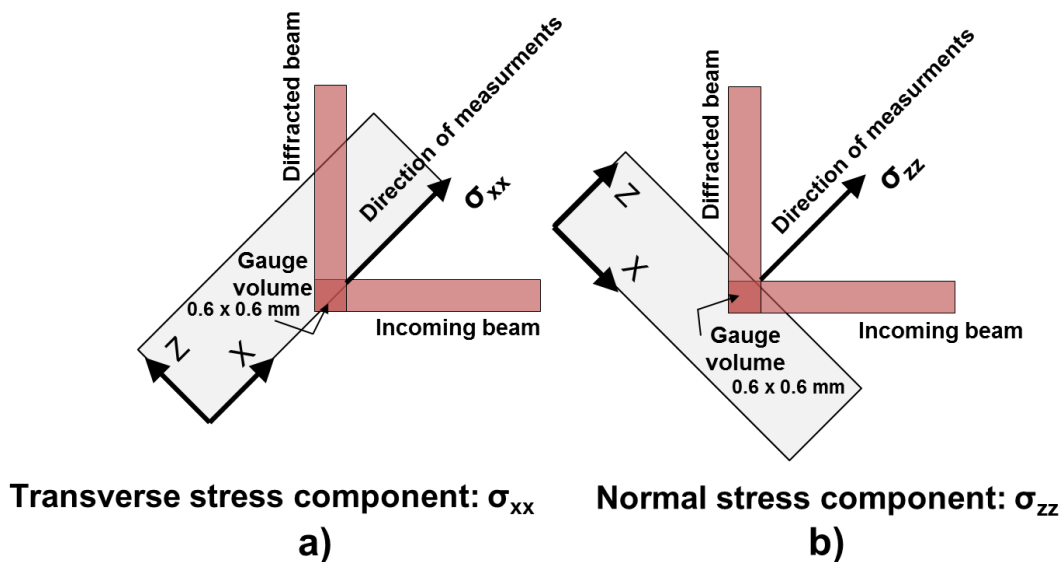 Diffracted beam
Direction of measurments
σxx
Gauge
volume
0.6 x 0.6 mm
Incoming beam
Z
X
Transverse stress component: σxx
a)
Diffracted beam
Direction of measurments
σzz
Z
X
Gauge
volume
0.6 x 0.6 mm
Incoming beam
Normal stress component: σzz
b)